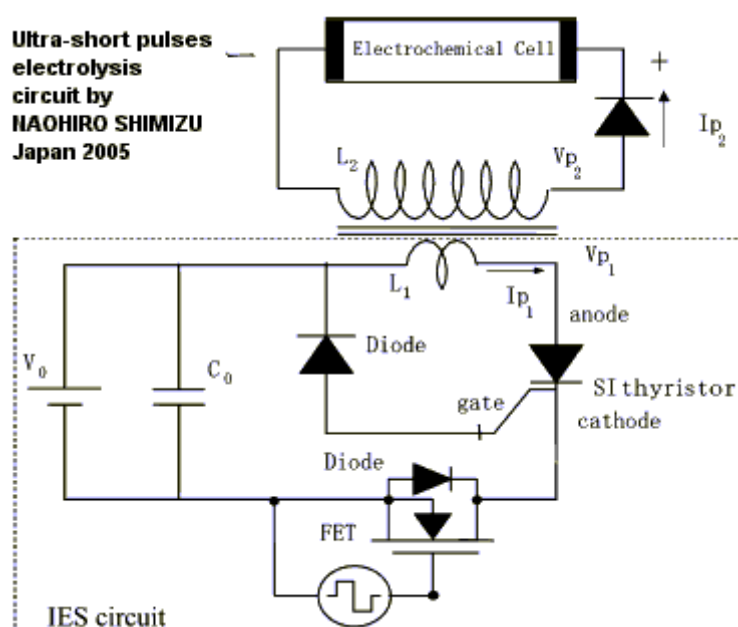 Ultra-short pulses
electrolysis
circuit by
NAOHIRO SHIMIZU
Japan 2005
−
Electrochemical Cell
+
Ip2
L2
Vp2
Vp1
L1
Ip1
anode
V0
C0
Diode
SI thyristor
gate
cathode
Diode
FET
IES circuit